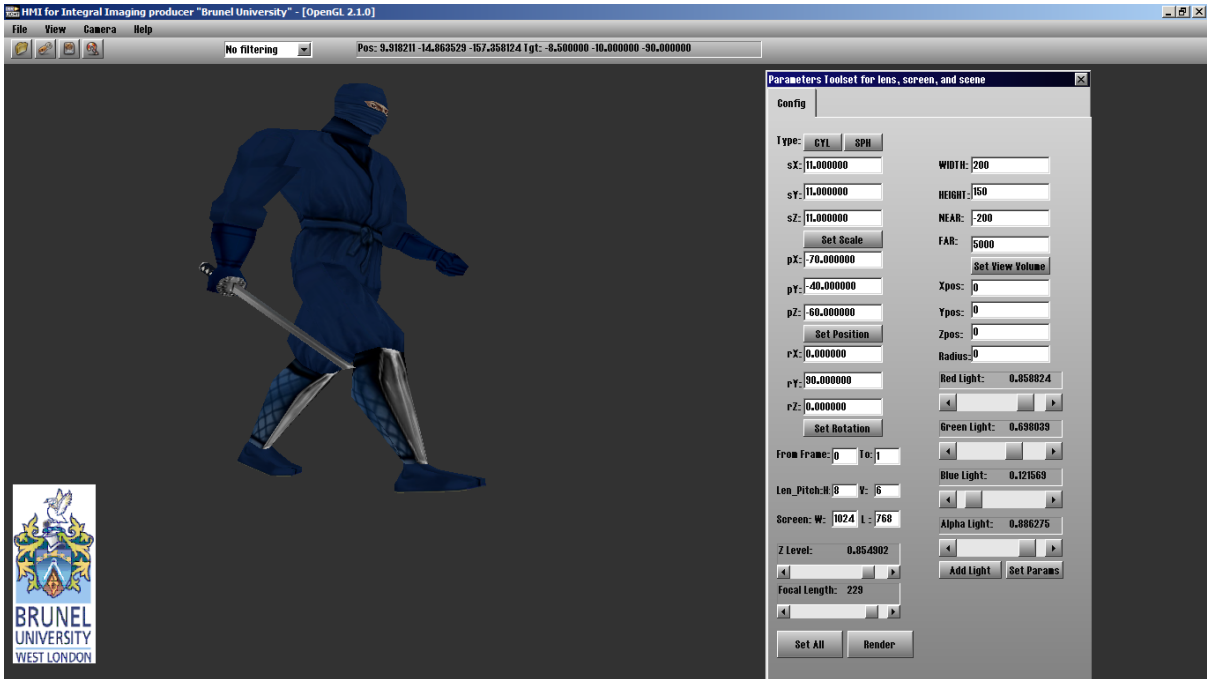 HMI for Integral Imaging producer "Brunel University" - [OpenGL 2.1.0]
File View Camera Help
No filtering
Pos: 9.918211 -14.863529 -157.358124 Tgt: -8.500000 -10.000000 -90.000000
Parameters Toolset for lens, screen, and scene
Config
Type: CYL SPH
sX: 11.000000
sY: 11.000000
sZ: 11.000000
Set Scale
pX: -70.000000
pY: -40.000000
pZ: -60.000000
Set Position
rX: 0.000000
rY: 90.000000
rZ: 0.000000
Set Rotation
From Frame: 0 To: 1
Len_Pitch:H: 8 V: 6
Screen: W: 1024 L : 768
Z Level: 0.854902
Focal Length: 229
Set All Render
WIDTH: 200
HEIGHT: 150
NEAR: -200
FAR: 5000
Set View Volume
Xpos: 0
Ypos: 0
Zpos: 0
Radius: 0
Red Light: 0.858824
Green Light: 0.698039
Blue Light: 0.121569
Alpha Light: 0.886275
Add Light Set Params
BRUNEL
UNIVERSITY
WEST LONDON